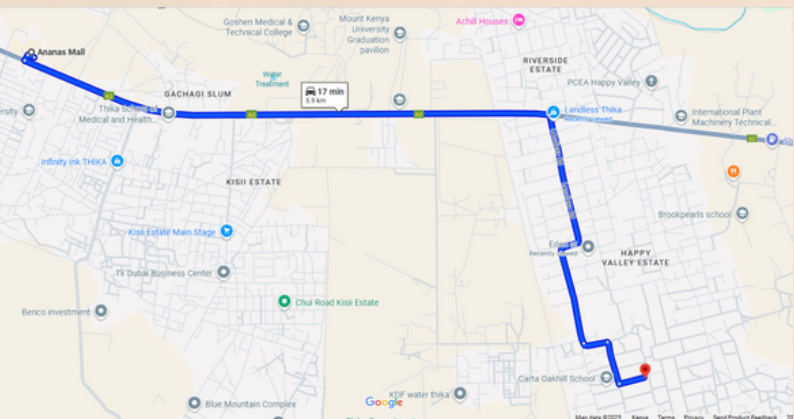 Goshen Medical &
Technical College
Mount Kenya
University
Graduation
pavilion
Achill Houses
Ananas Mall
RIVERSIDE
ESTATE
Water
Treatment
PCEA Happy Valley
GACHAGI SLUM
17 min
5.9 km
Thika School of
Medical and Health...
Landless Thika
International Plant
Machinery Technical...
Infinity ink THIKA
KISII ESTATE
Brookpearls school
Kisii Estate Main Stage
Recently viewed
HAPPY
VALLEY ESTATE
Tk Dubai Business Center
Chui Road Kisii Estate
Benco investment
Carta Oakhill School
Google
KDF water thika
Blue Mountain Complex
Map data ©2025 Kenya Terms Privacy Send Product Feedback